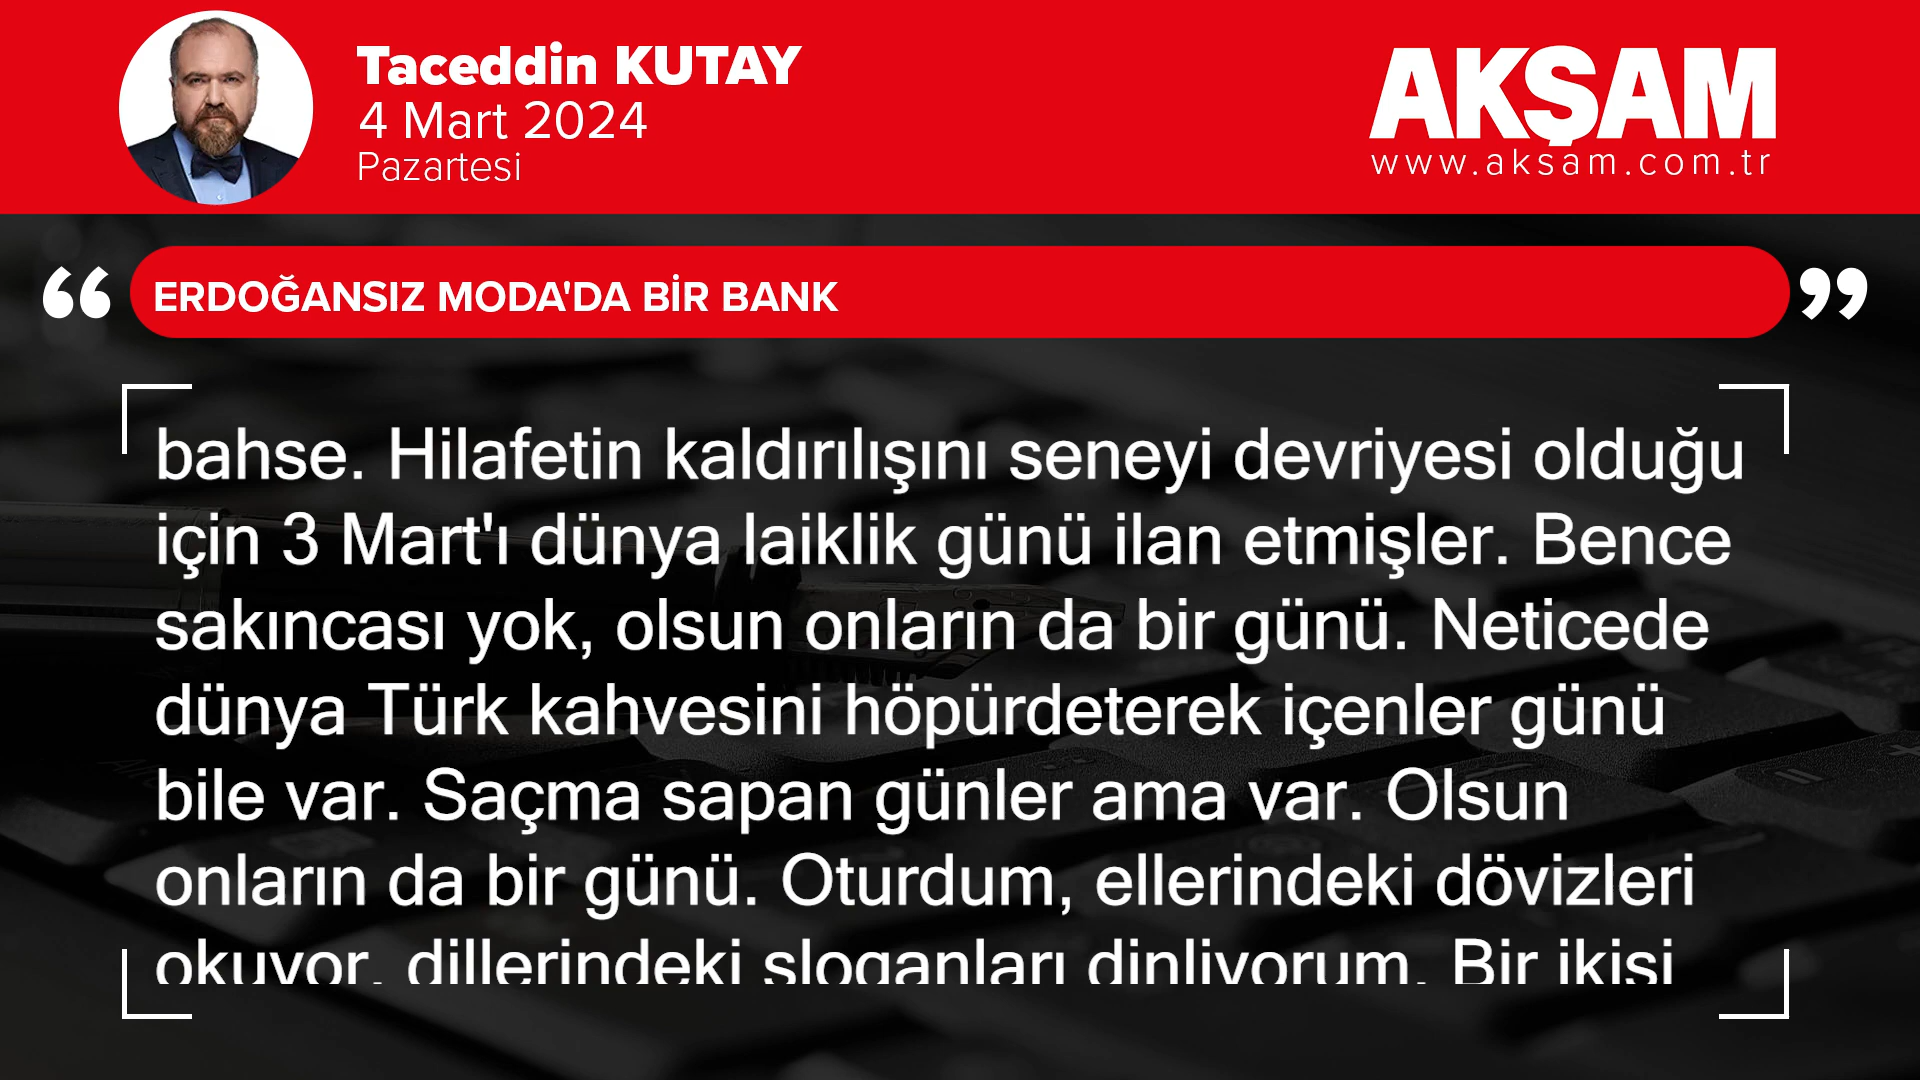 Taceddin KUTAY
4 Mart 2024
Pazartesi
AKŞAM
www.aksam.com.tr
“ ERDOĞANSIZ MODA'DA BİR BANK ”
bahse. Hilafetin kaldırılışını seneyi devriyesi olduğu
için 3 Mart'ı dünya laiklik günü ilan etmişler. Bence
sakıncası yok, olsun onların da bir günü. Neticede
dünya Türk kahvesini höpürdeterek içenler günü
bile var. Saçma sapan günler ama var. Olsun
onların da bir günü. Oturdum, ellerindeki dövizleri
okuyor, dillerindeki sloganları dinliyorum. Bir ikisi